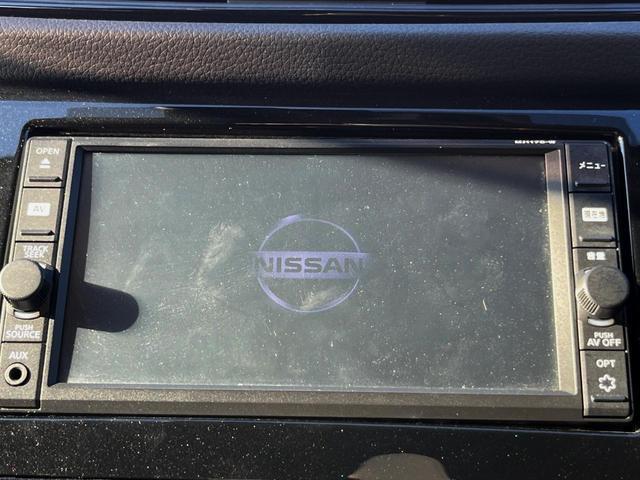 MM17B-W
OPEN
AV
TRACK
SEEK
PUSH
SOURCE
AUX
NISSAN
メニュー
現在地
音量
PUSH
AV OFF
OPT